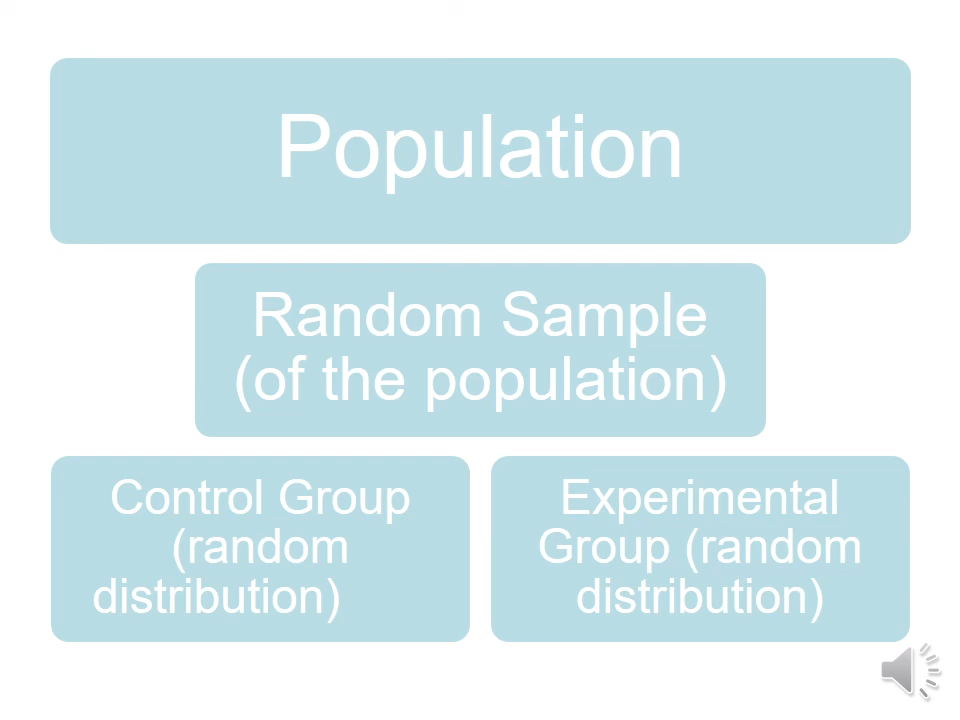 Population
Random Sample
(of the population)
Control Group
(random
distribution)
Experimental
Group (random
distribution)